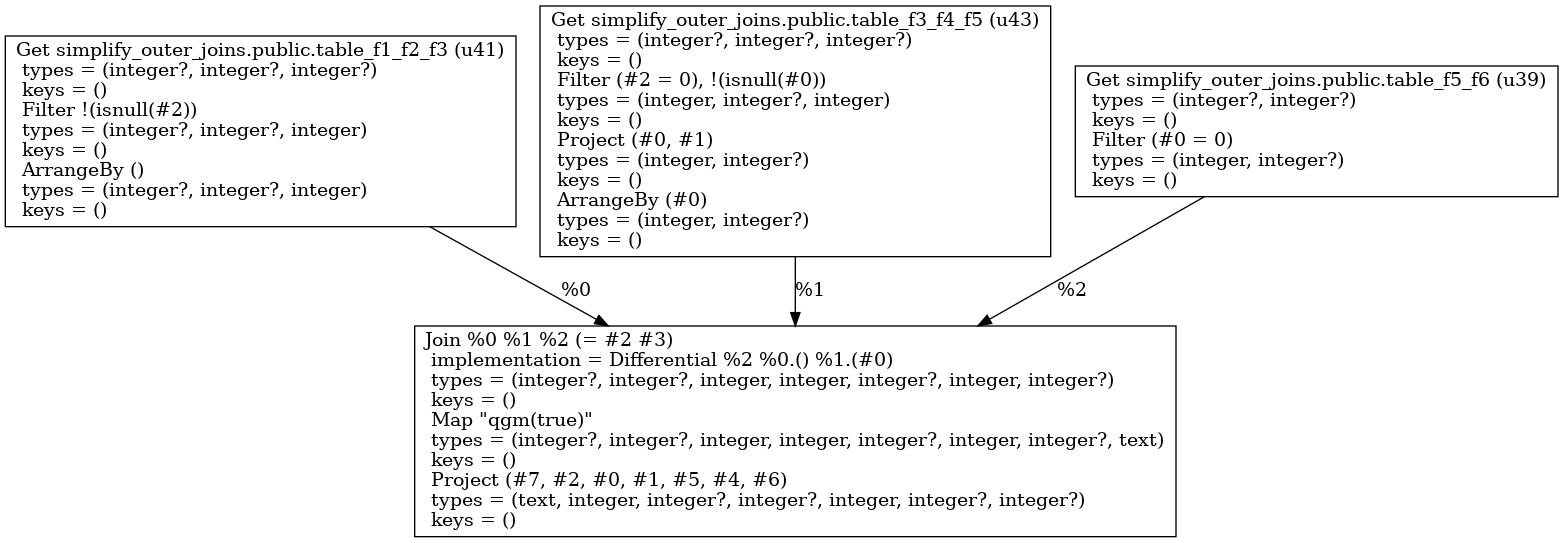 Get simplify_outer_joins.public.table_f1_f2_f3 (u41)
types = (integer?, integer?, integer?)
keys = ()
Filter !(isnull(#2))
types = (integer?, integer?, integer)
keys = ()
ArrangeBy ()
types = (integer?, integer?, integer)
keys = ()
Get simplify_outer_joins.public.table_f3_f4_f5 (u43)
types = (integer?, integer?, integer?)
keys = ()
Filter (#2 = 0), !(isnull(#0))
types = (integer, integer?, integer)
keys = ()
Project (#0, #1)
types = (integer, integer?)
keys = ()
ArrangeBy (#0)
types = (integer, integer?)
keys = ()
Get simplify_outer_joins.public.table_f5_f6 (u39)
types = (integer?, integer?)
keys = ()
Filter (#0 = 0)
types = (integer, integer?)
keys = ()
%0
%1
%2
Join %0 %1 %2 (= #2 #3)
implementation = Differential %2 %0.() %1.(#0)
types = (integer?, integer?, integer, integer, integer?, integer, integer?)
keys = ()
Map "qgm(true)"
types = (integer?, integer?, integer, integer, integer?, integer, integer?, text)
keys = ()
Project (#7, #2, #0, #1, #5, #4, #6)
types = (text, integer, integer?, integer?, integer, integer?, integer?)
keys = ()